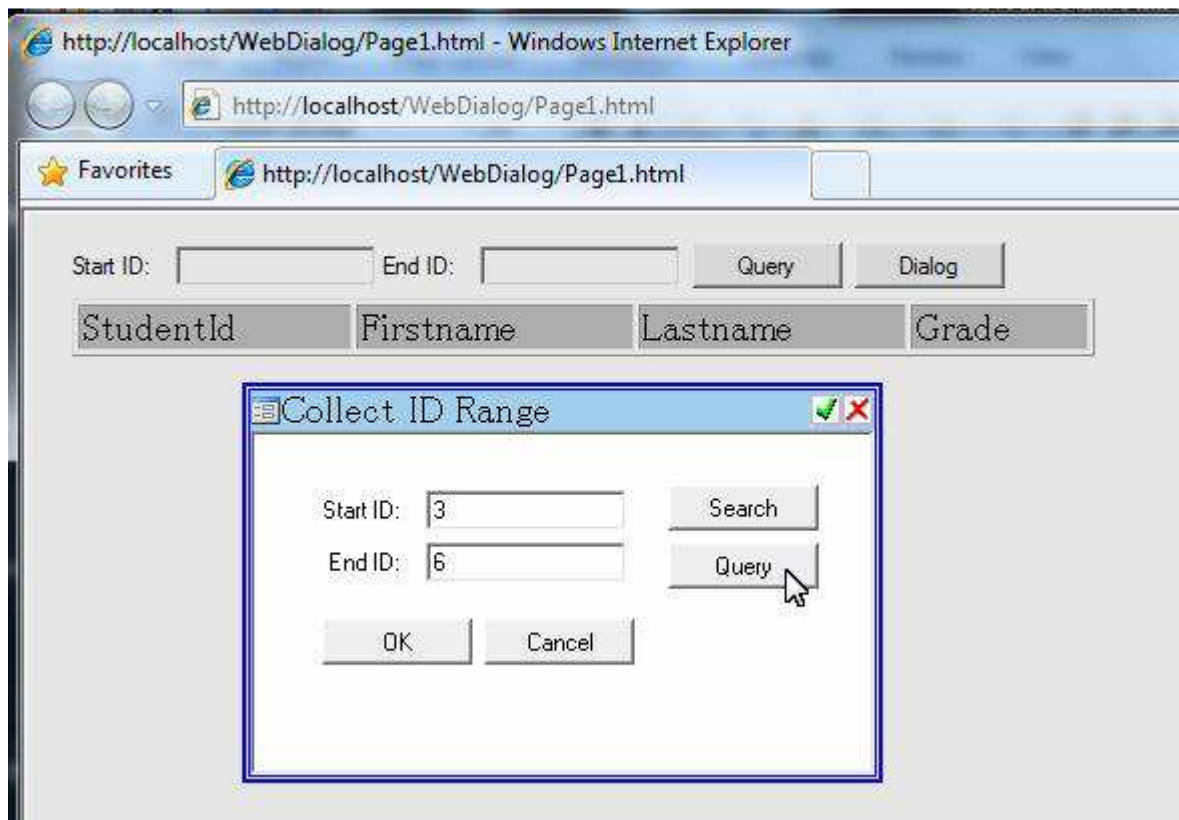 http://localhost/WebDialog/Page1.html - Windows Internet Explorer
http://localhost/WebDialog/Page1.html
Favorites http://localhost/WebDialog/Page1.html
Start ID: End ID: Query Dialog
StudentId Firstname Lastname Grade
Collect ID Range
Start ID: 3 Search
End ID: 6 Query
OK Cancel